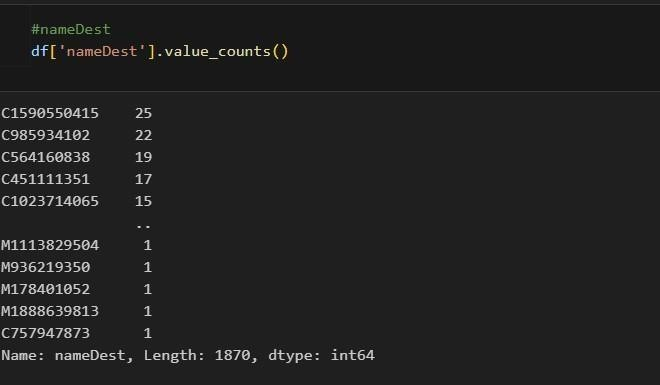 #nameDest
df['nameDest'].value_counts()
C1590550415 25
C985934102 22
C564160838 19
C451111351 17
C1023714065 15
..
M1113829504 1
M936219350 1
M178401052 1
M1888639813 1
C757947873 1
Name: nameDest, Length: 1870, dtype: int64